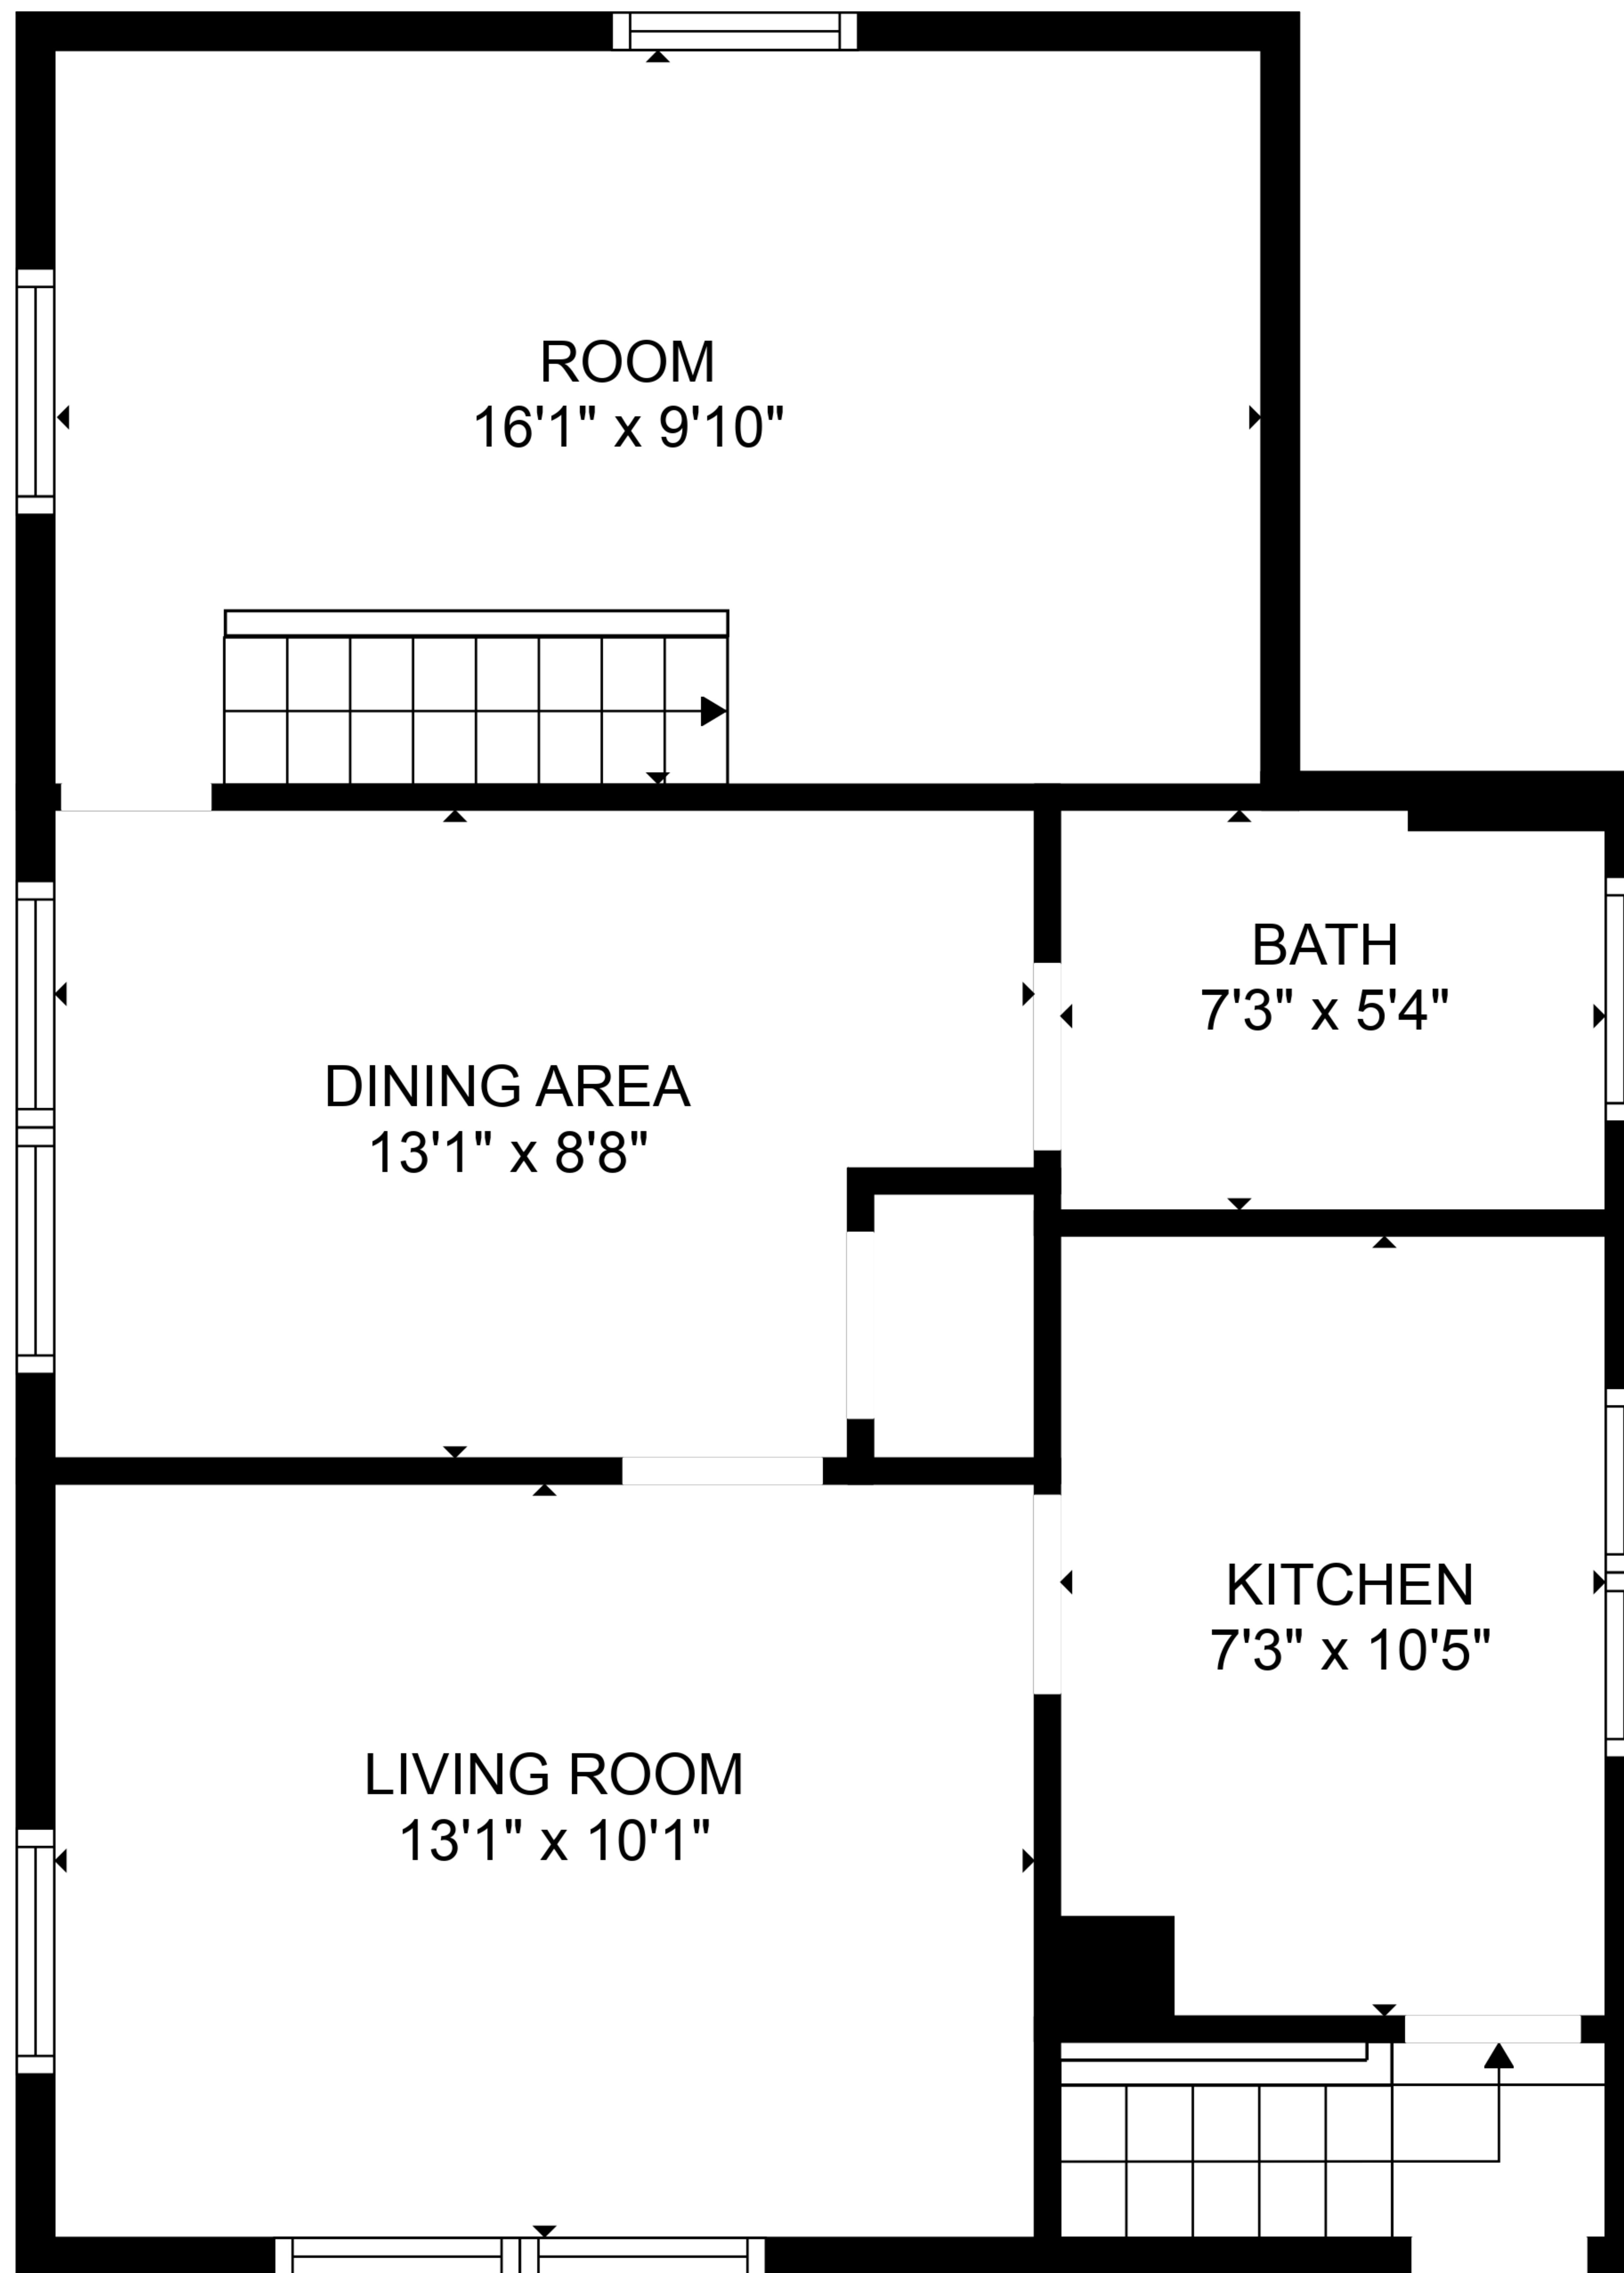 ROOM
16'1" x 9'10"
BATH
7'3" x 5'4"
DINING AREA
13'1" x 8'8"
KITCHEN
7'3" x 10'5"
LIVING ROOM
13'1" x 10'1"